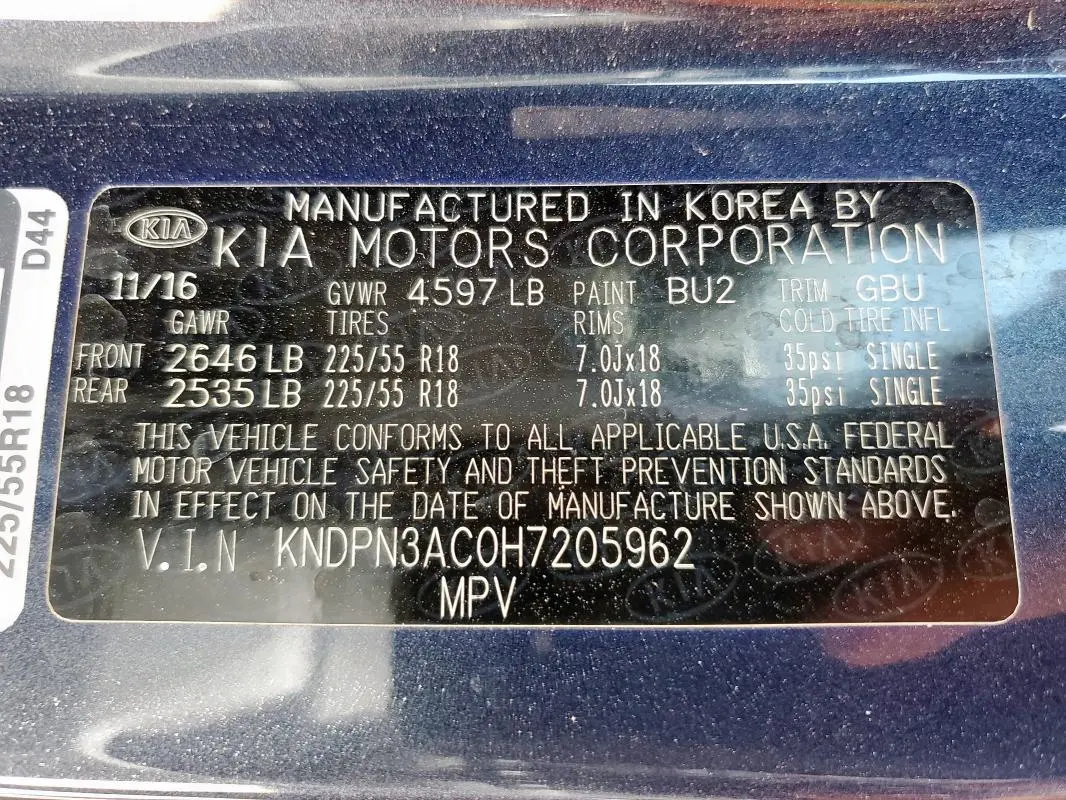 MANUFACTURED IN KOREA BY
KIA
KIA MOTORS CORPORATION
11/16 GVWR 4597 LB PAINT BU2 TRIM GBU
GAWR TIRES RIMS COLD TIRE INFL
FRONT 2646 LB 225/55 R18 7.0Jx18 35psi SINGLE
REAR 2535 LB 225/55 R18 7.0Jx18 35psi SINGLE
THIS VEHICLE CONFORMS TO ALL APPLICABLE U.S.A. FEDERAL
MOTOR VEHICLE SAFETY AND THEFT PREVENTION STANDARDS
IN EFFECT ON THE DATE OF MANUFACTURE SHOWN ABOVE.
V.I.N KNDPN3AC0H7205962
MPV
D44
225/55R18